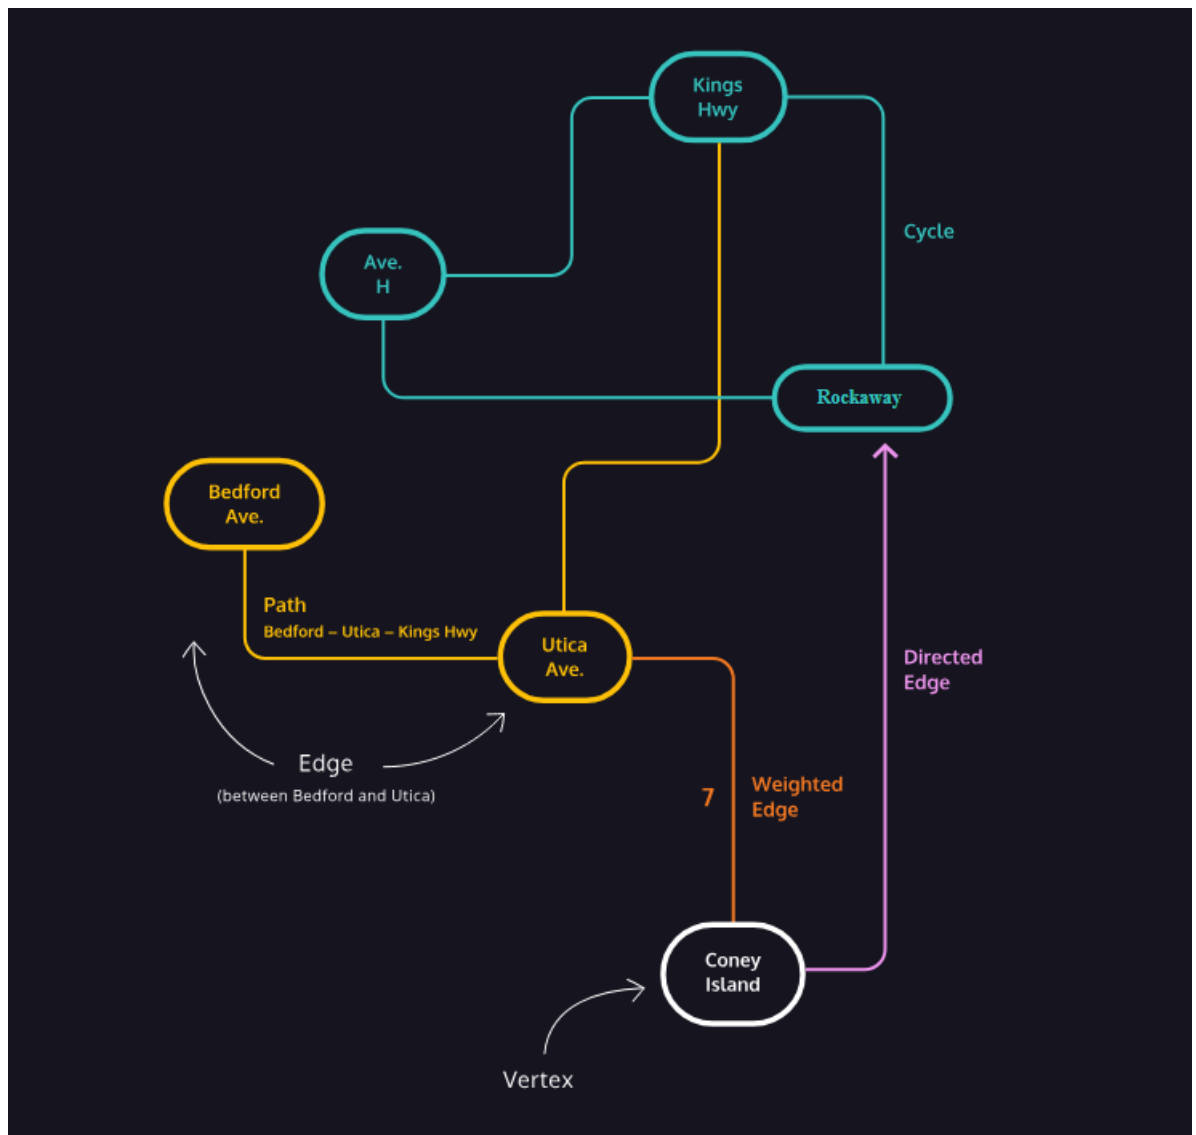 Kings
Hwy
Cycle
Ave.
H
Rockaway
Bedford
Ave.
Path
Bedford – Utica – Kings Hwy
Utica
Ave.
Directed
Edge
Edge
(between Bedford and Utica)
7
Weighted
Edge
Coney
Island
Vertex